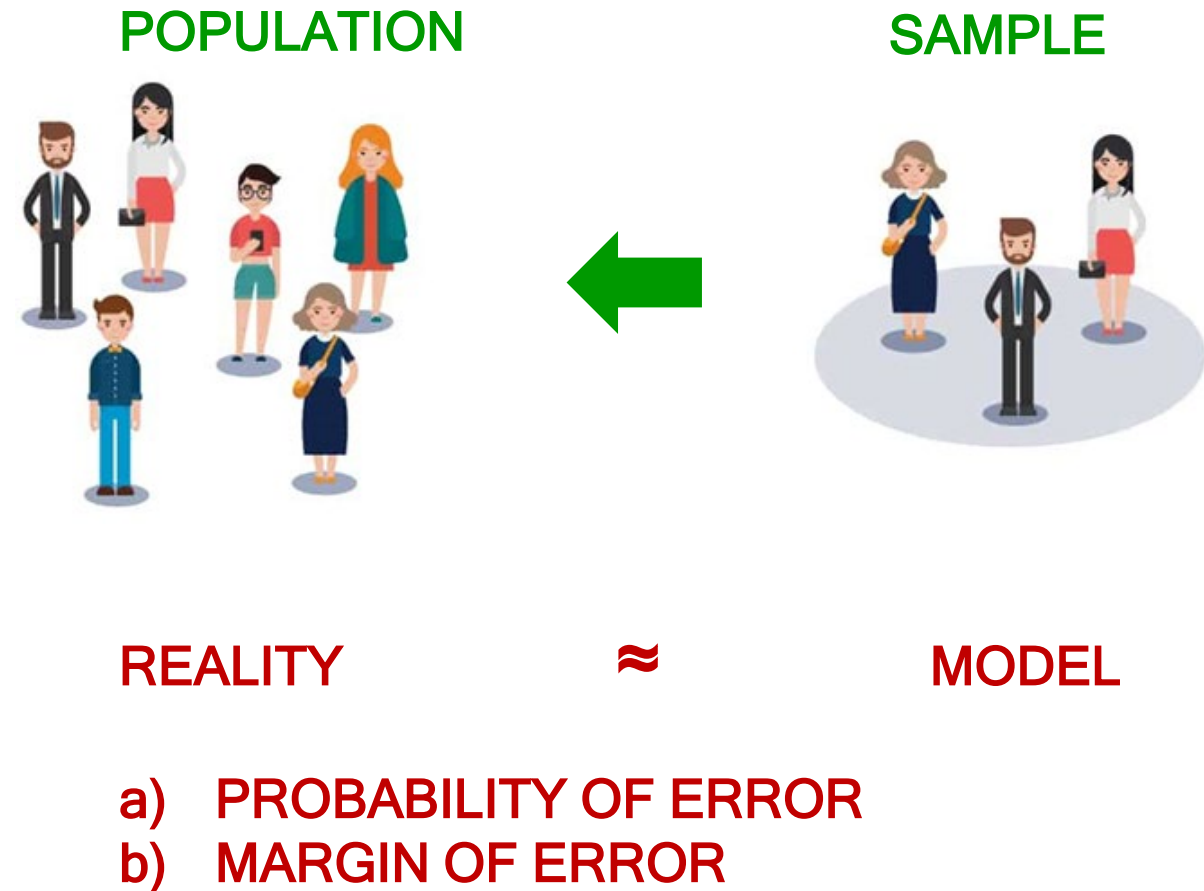 POPULATION SAMPLE
REALITY ≈ MODEL
a) PROBABILITY OF ERROR
b) MARGIN OF ERROR